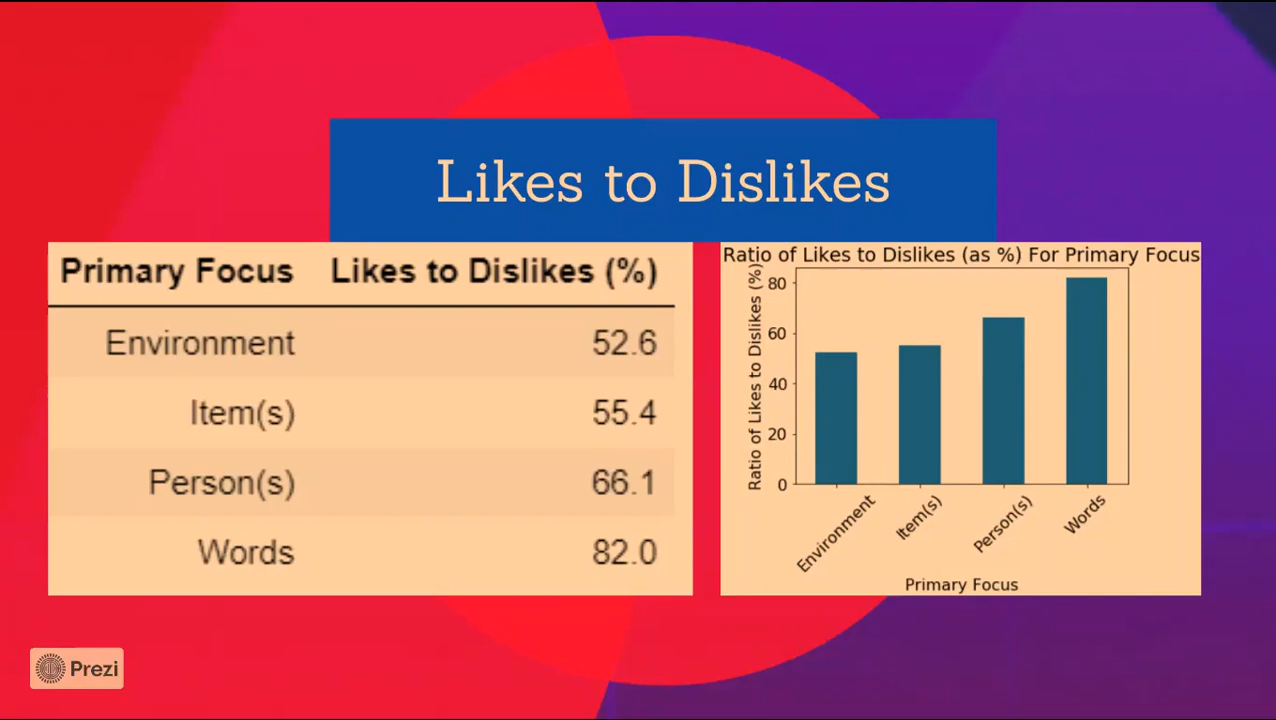 Likes to Dislikes
Primary Focus Likes to Dislikes (%)
Environment 52.6
Item(s) 55.4
Person(s) 66.1
Words 82.0
Ratio of Likes to Dislikes (as %) For Primary Focus
Ratio of Likes to Dislikes (%)
80
60
40
20
0
Environment
Item(s)
Person(s)
Words
Primary Focus
Prezi